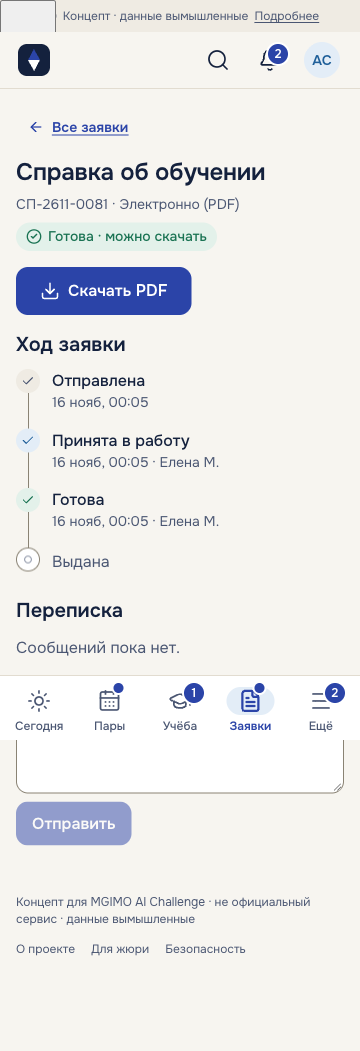 Концепт · данные вымышленные Подробнее
2
АС
Все заявки
Справка об обучении
СП-2611-0081 · Электронно (PDF)
Готова · можно скачать
Скачать PDF
Ход заявки
Отправлена
16 нояб, 00:05
Принята в работу
16 нояб, 00:05 · Елена М.
Готова
16 нояб, 00:05 · Елена М.
Выдана
Переписка
Сообщений пока нет.
1 2
Сегодня Пары Учёба Заявки Ещё
Отправить
Концепт для MGIMO AI Challenge · не официальный
сервис · данные вымышленные
О проекте Для жюри Безопасность